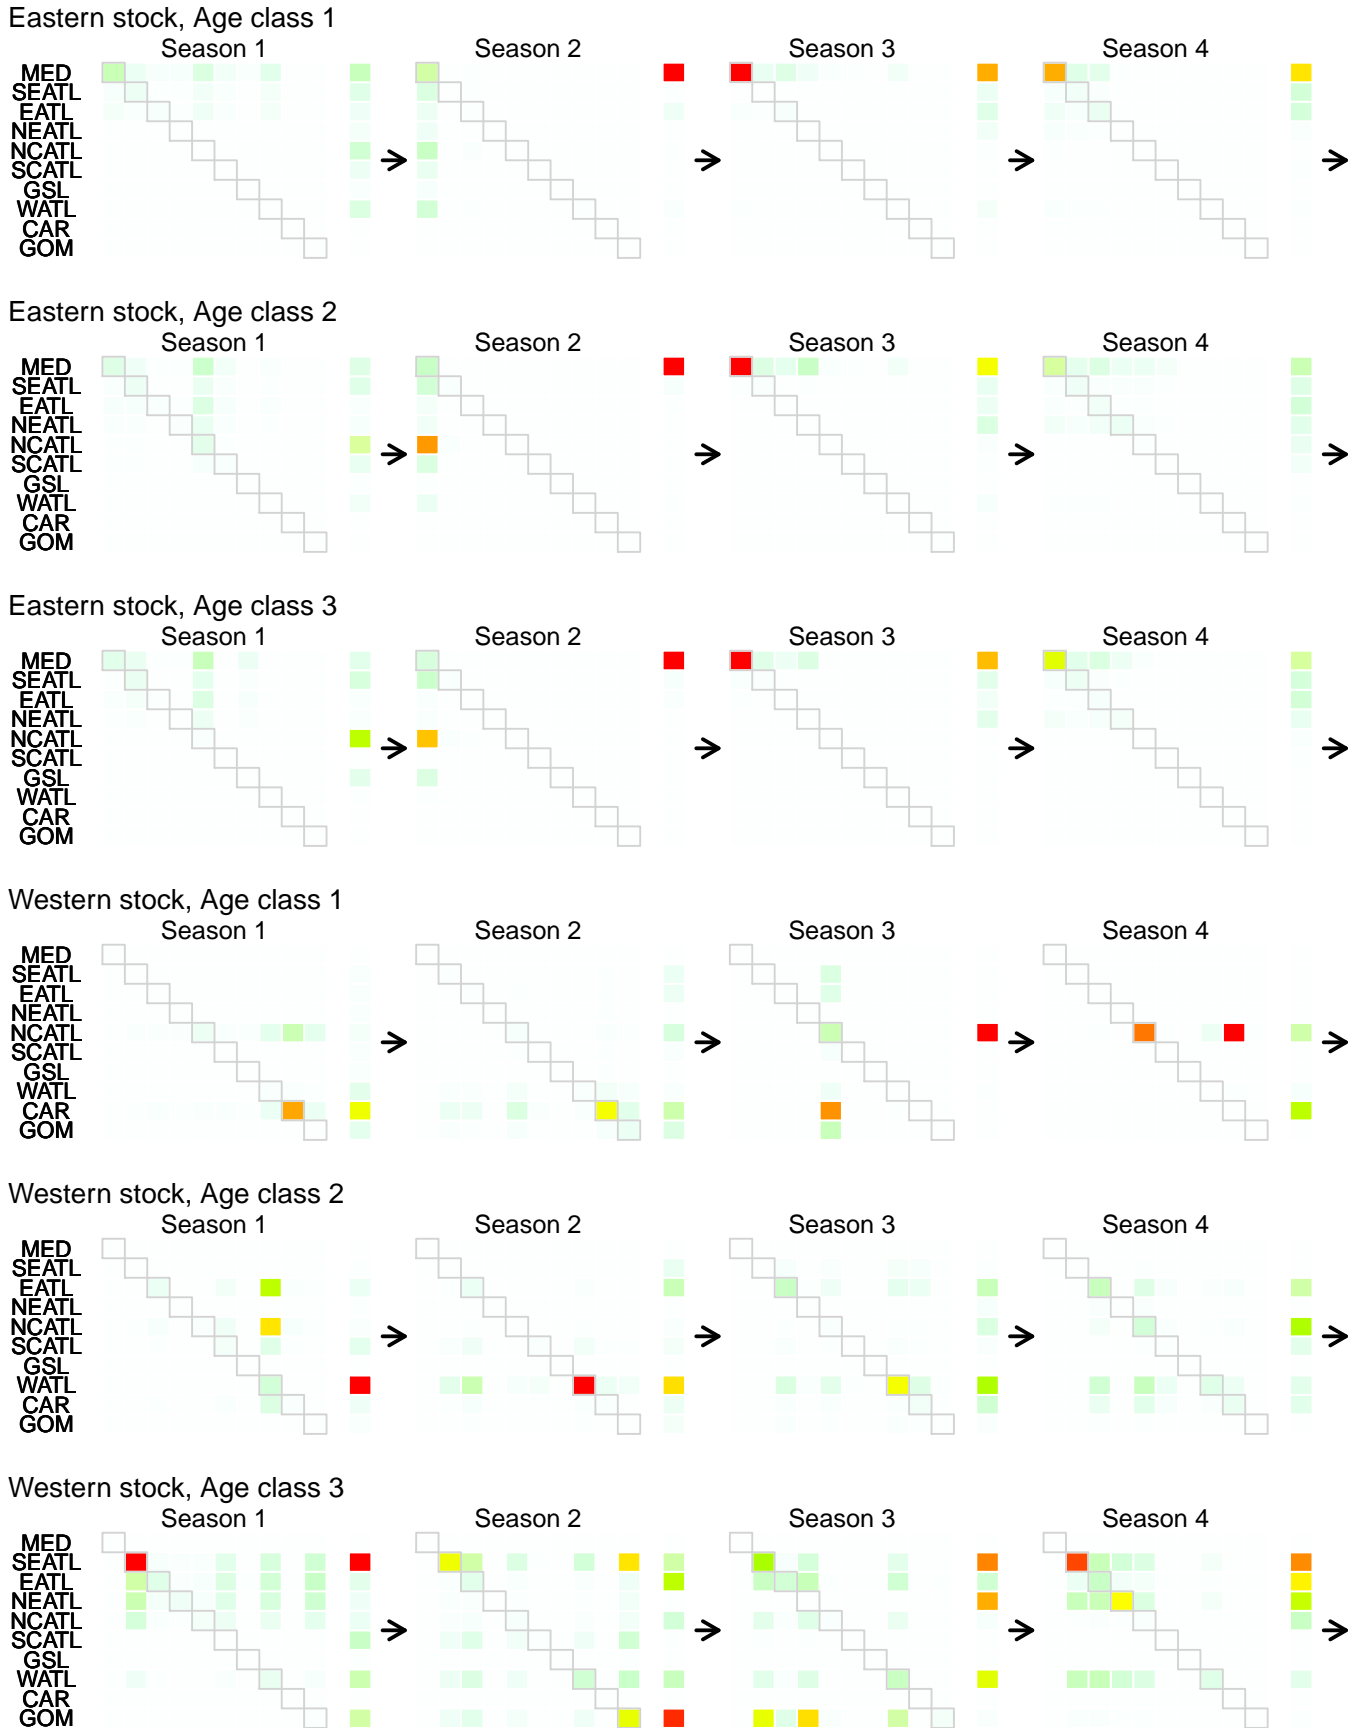 Eastern stock, Age class 1
Season 1 Season 2 Season 3 Season 4
MED
SEATL
EATL
NEATL
NCATL
SCATL
GSL
WATL
CAR
GOM
Eastern stock, Age class 2
Season 1 Season 2 Season 3 Season 4
MED
SEATL
EATL
NEATL
NCATL
SCATL
GSL
WATL
CAR
GOM
Eastern stock, Age class 3
Season 1 Season 2 Season 3 Season 4
MED
SEATL
EATL
NEATL
NCATL
SCATL
GSL
WATL
CAR
GOM
Western stock, Age class 1
Season 1 Season 2 Season 3 Season 4
MED
SEATL
EATL
NEATL
NCATL
SCATL
GSL
WATL
CAR
GOM
Western stock, Age class 2
Season 1 Season 2 Season 3 Season 4
MED
SEATL
EATL
NEATL
NCATL
SCATL
GSL
WATL
CAR
GOM
Western stock, Age class 3
Season 1 Season 2 Season 3 Season 4
MED
SEATL
EATL
NEATL
NCATL
SCATL
GSL
WATL
CAR
GOM